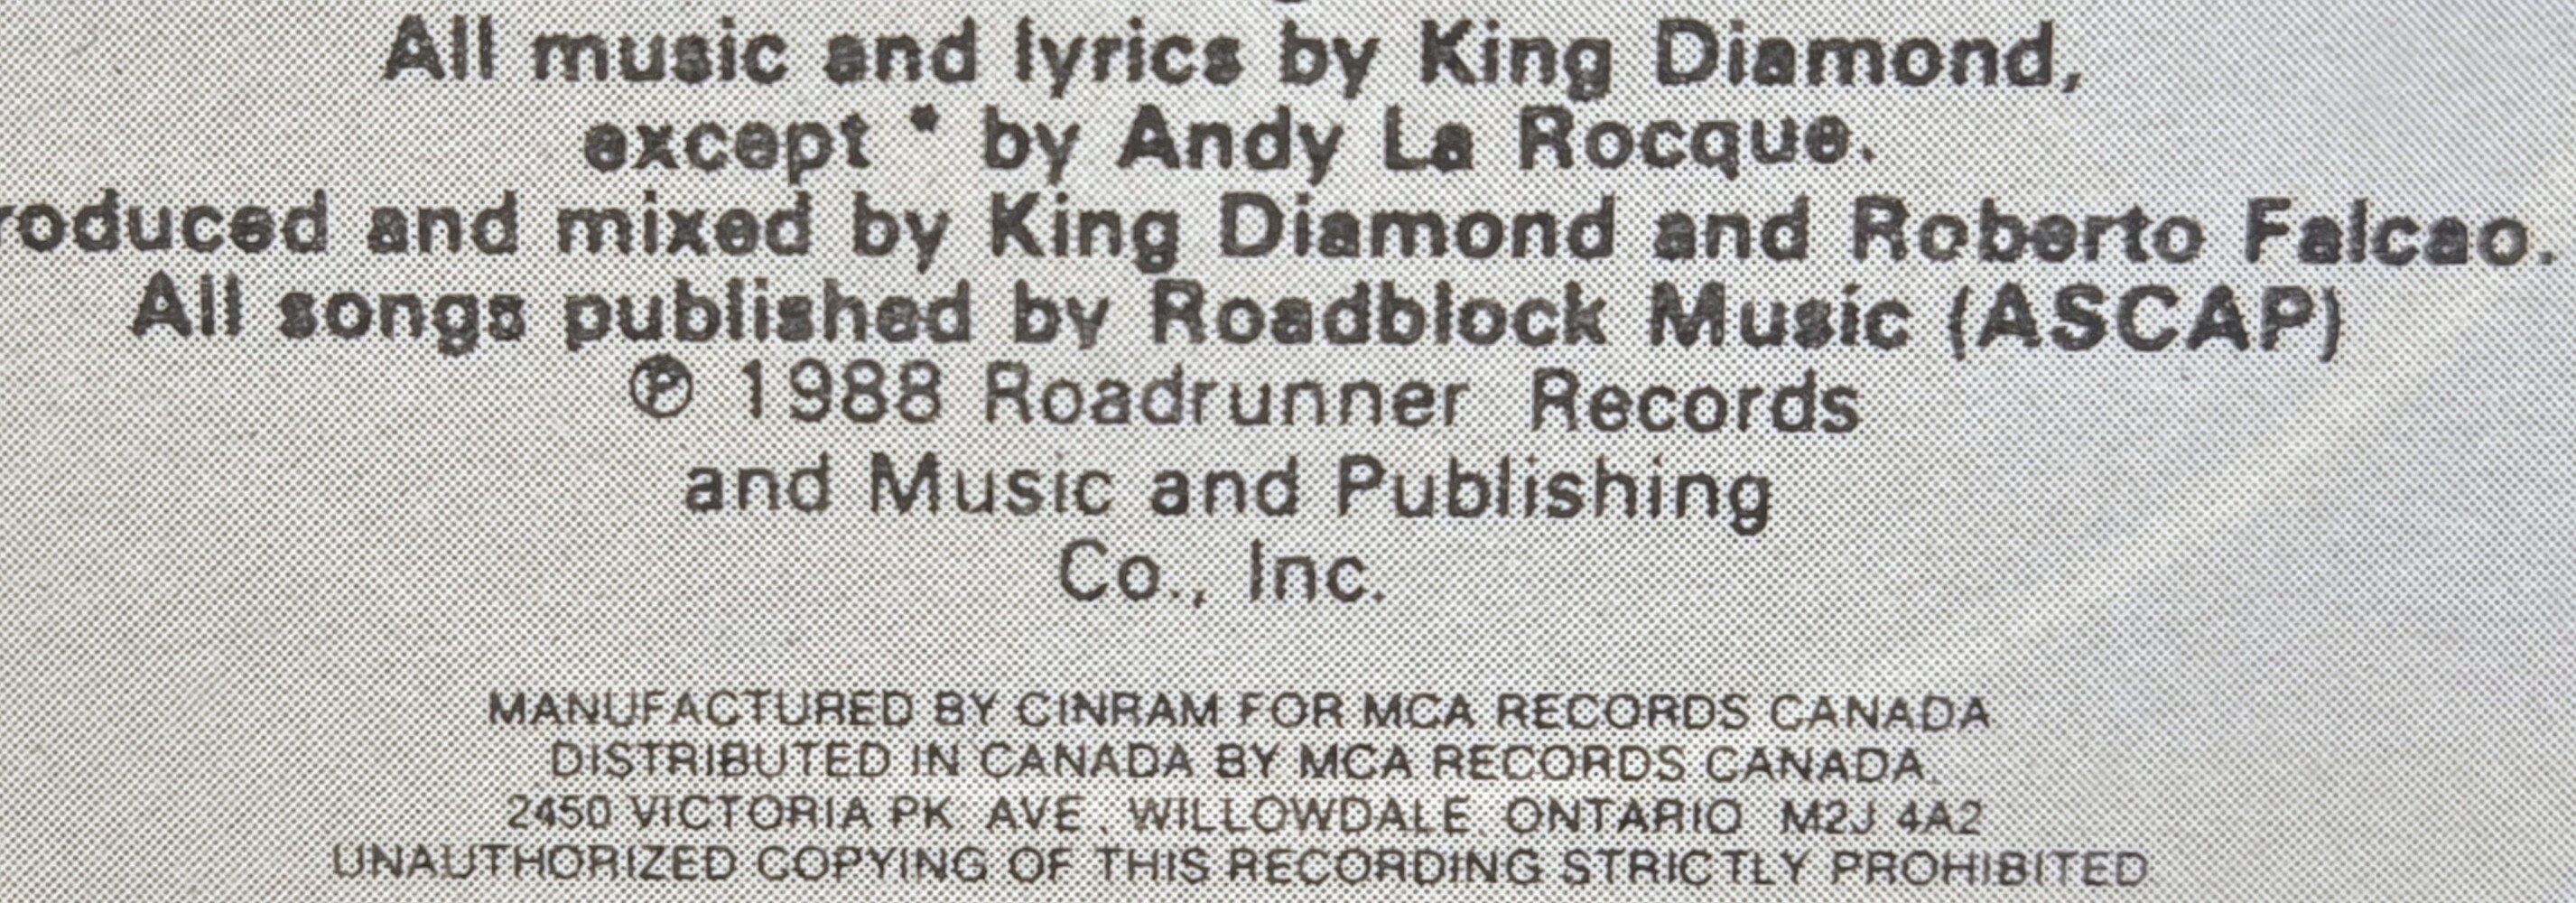 All music and lyrics by King Diamond,
except * by Andy La Rocque.
roduced and mixed by King Diamond and Roberto Falcao.
All songs published by Roadblock Music (ASCAP)
℗ 1988 Roadrunner Records
and Music and Publishing
Co., Inc.
MANUFACTURED BY CINRAM FOR MCA RECORDS CANADA
DISTRIBUTED IN CANADA BY MCA RECORDS CANADA,
2450 VICTORIA PK. AVE., WILLOWDALE, ONTARIO M2J 4A2
UNAUTHORIZED COPYING OF THIS RECORDING STRICTLY PROHIBITED